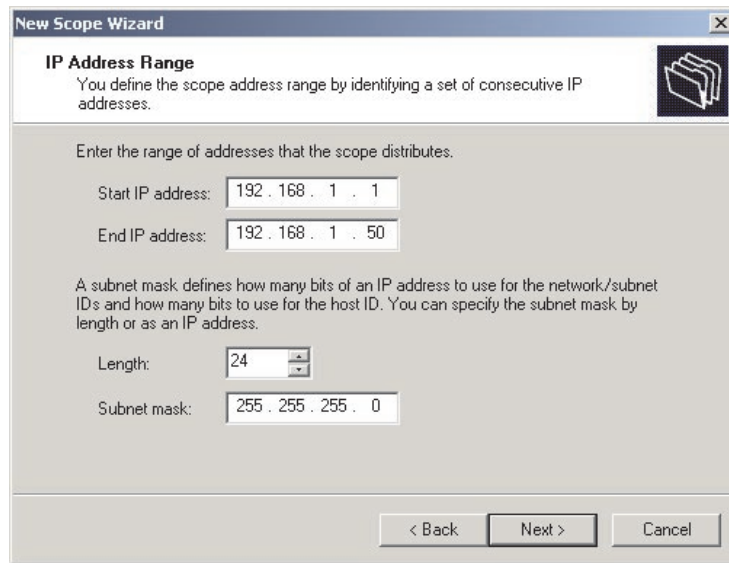 New Scope Wizard
IP Address Range
You define the scope address range by identifying a set of consecutive IP
addresses.
Enter the range of addresses that the scope distributes.
Start IP address: 192 . 168 . 1 . 1
End IP address: 192 . 168 . 1 . 50
A subnet mask defines how many bits of an IP address to use for the network/subnet
IDs and how many bits to use for the host ID. You can specify the subnet mask by
length or as an IP address.
Length: 24
Subnet mask: 255 . 255 . 255 . 0
< Back Next > Cancel